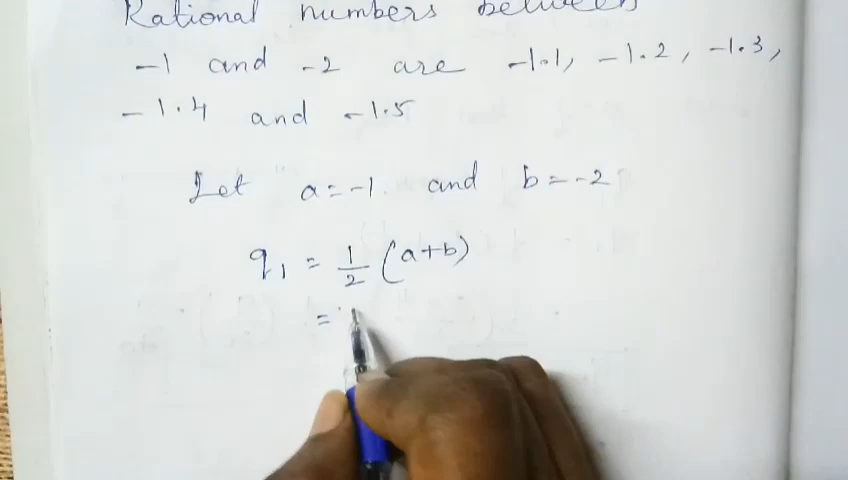 Rational numbers between
-1 and -2 are -1.1, -1.2, -1.3,
-1.4 and -1.5
Let a=-1 and b=-2
q₁ = 1/2 (a+b)
=